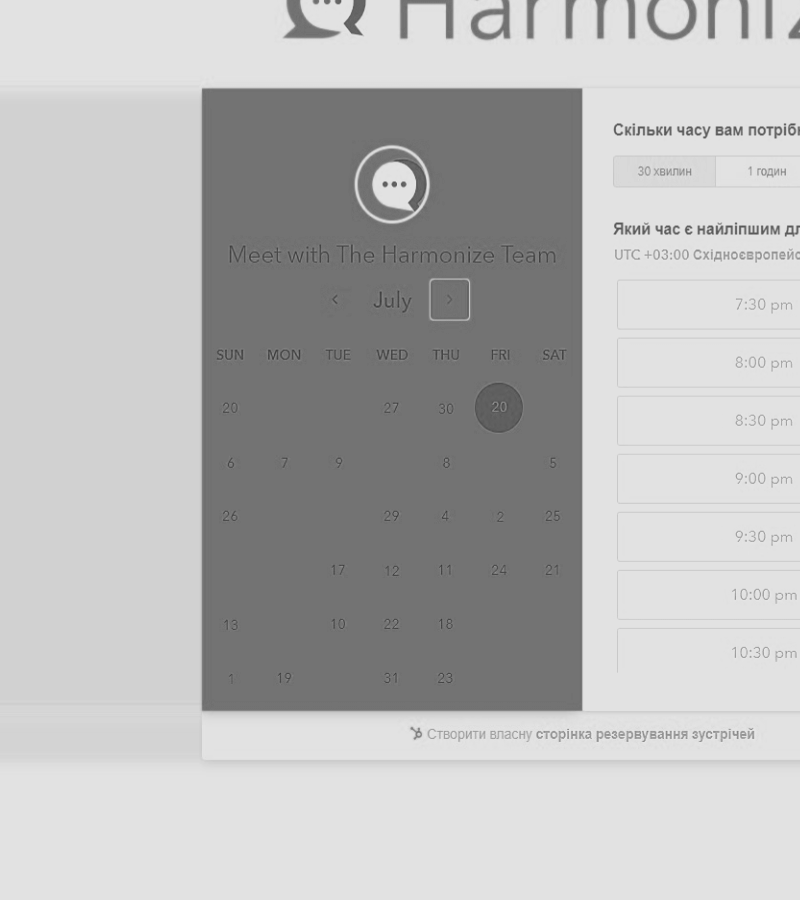 Harmoniz
Скільки часу вам потріб
30 хвилин 1 годин
Meet with The Harmonize Team
Який час є найліпшим д
UTC +03:00 Східноєвропейс
July
7:30 pm
8:00 pm
8:30 pm
9:00 pm
9:30 pm
10:00 pm
10:30 pm
SUN MON TUE WED THU FRI SAT
20 27 30 20
6 7 9 8 5
26 29 4 2 25
17 12 11 24 21
13 10 22 18
1 19 31 23
Створити власну сторінка резервування зустрічей